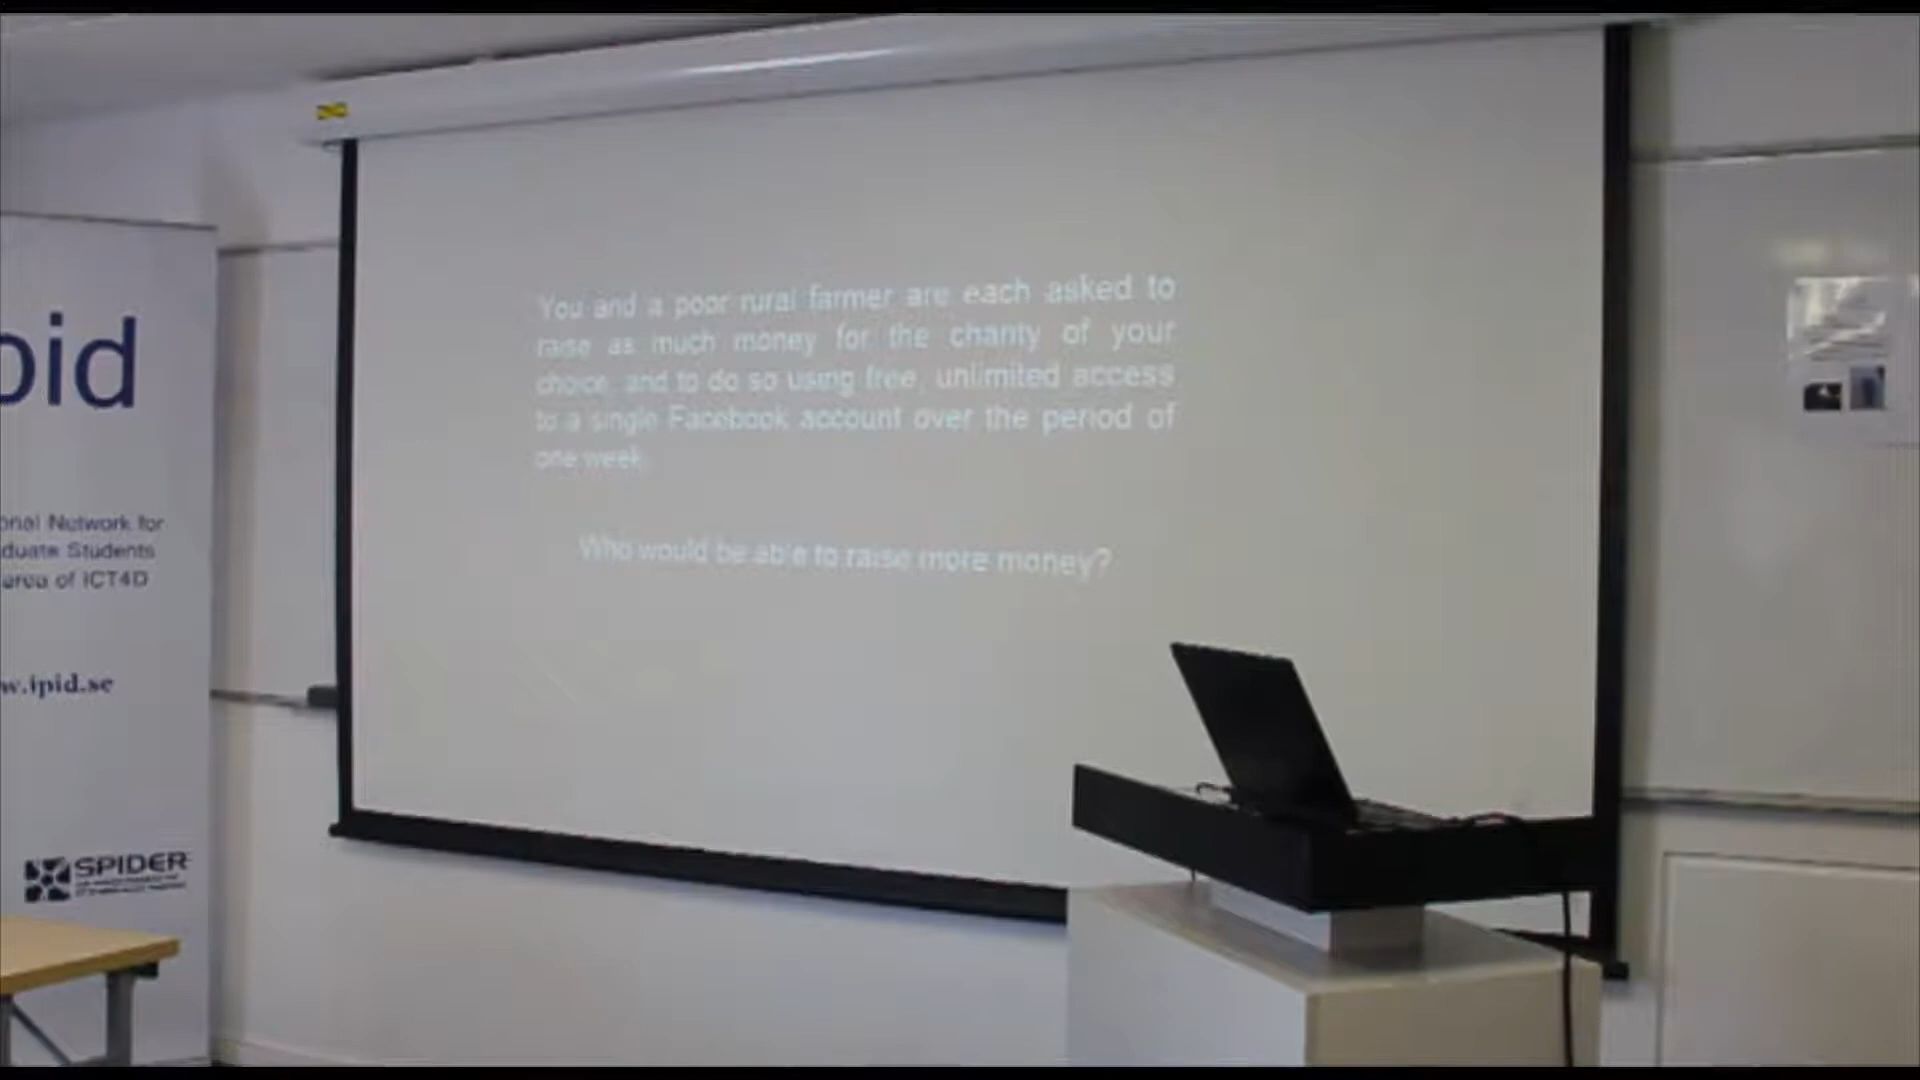 You and a poor rural farmer are each asked to
raise as much money for the charity of your
choice, and to do so using free, unlimited access
to a single Facebook account over the period of
one week.
Who would be able to raise more money?
pid
onal Network for
duate Students
area of ICT4D
w.ipid.se
SPIDER